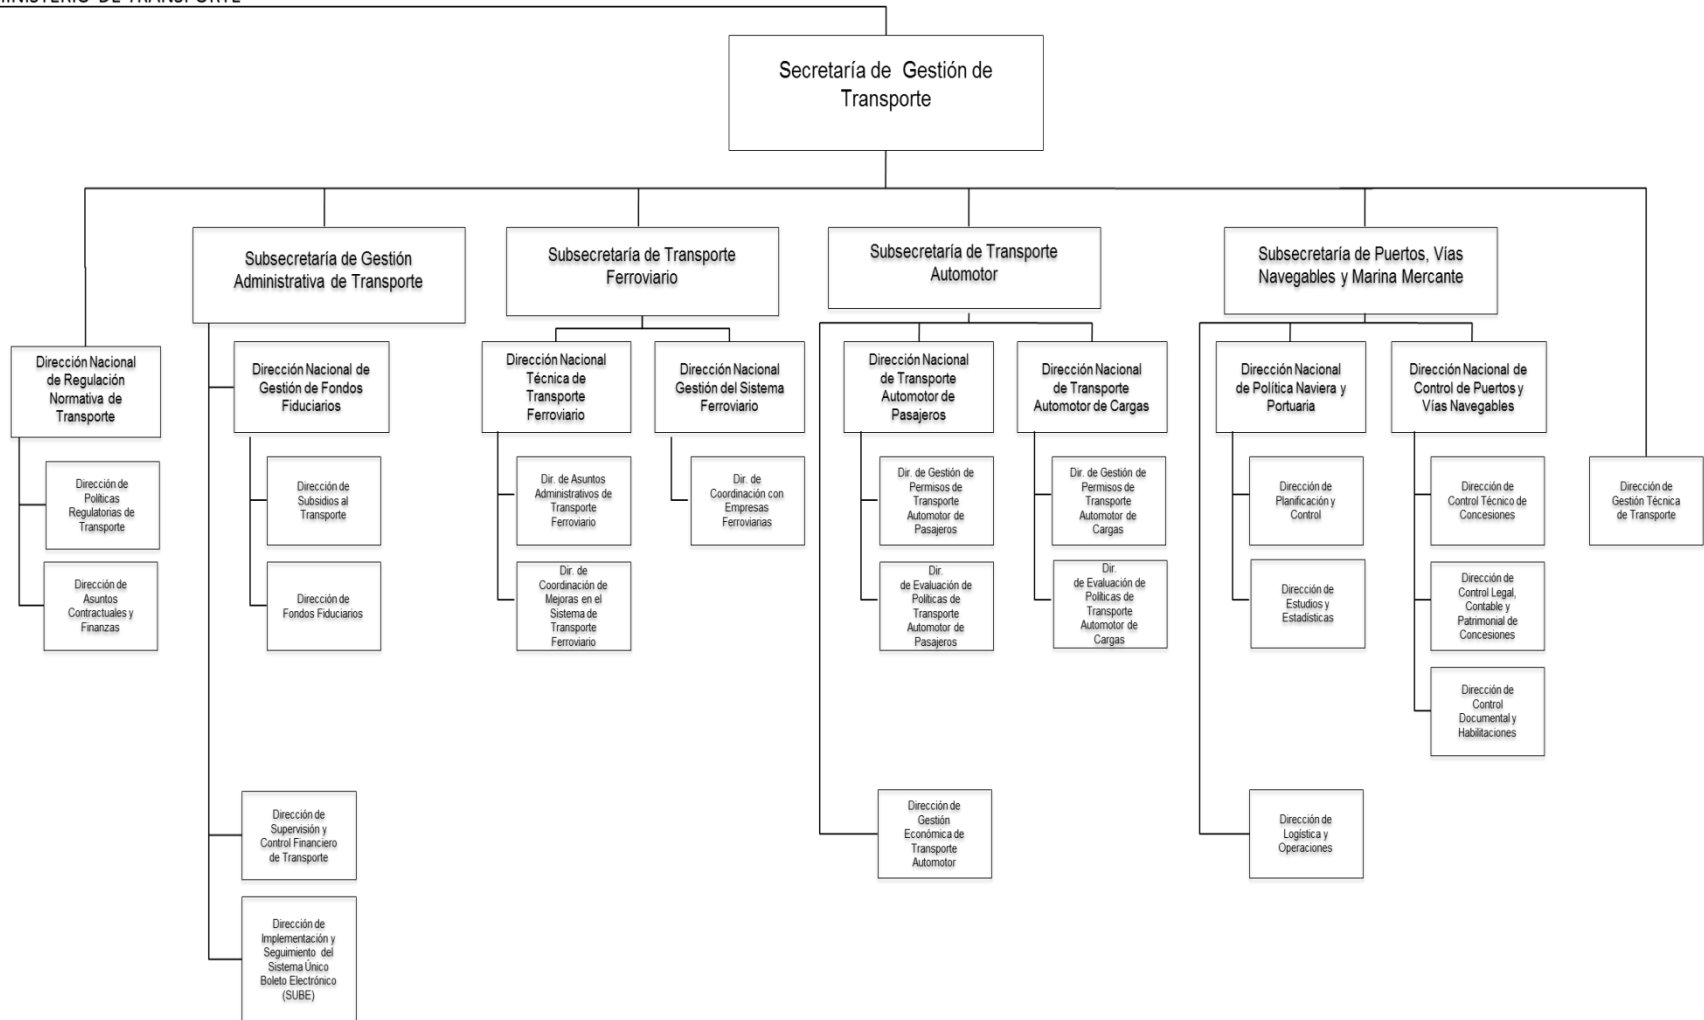 MINISTERIO DE TRANSPORTE
Secretaría de Gestión de
Transporte
Subsecretaría de Gestión
Administrativa de Transporte
Subsecretaría de Transporte
Ferroviario
Subsecretaría de Transporte
Automotor
Subsecretaría de Puertos, Vías
Navegables y Marina Mercante
Dirección Nacional
de Regulación
Normativa de
Transporte
Dirección Nacional de
Gestión de Fondos
Fiduciarios
Dirección Nacional
Técnica de
Transporte
Ferroviario
Dirección Nacional
Gestión del Sistema
Ferroviario
Dirección Nacional
de Transporte
Automotor de
Pasajeros
Dirección Nacional
de Transporte
Automotor de Cargas
Dirección Nacional
de Política Naviera y
Portuaria
Dirección Nacional de
Control de Puertos y
Vías Navegables
Dirección de
Políticas
Regulatorias de
Transporte
Dirección de
Subsidios al
Transporte
Dir. de Asuntos
Administrativos de
Transporte
Ferroviario
Dir. de
Coordinación con
Empresas
Ferroviarias
Dir. de Gestión de
Permisos de
Transporte
Automotor de
Pasajeros
Dir. de Gestión de
Permisos de
Transporte
Automotor de
Cargas
Dirección de
Planificación y
Control
Dirección de
Control Técnico de
Concesiones
Dirección de
Gestión Técnica
de Transporte
Dirección de
Asuntos
Contractuales y
Finanzas
Dirección de
Fondos Fiduciarios
Dir. de
Coordinación de
Mejoras en el
Sistema de
Transporte
Ferroviario
Dir.
de Evaluación de
Políticas de
Transporte
Automotor de
Pasajeros
Dir.
de Evaluación de
Políticas de
Transporte
Automotor de
Cargas
Dirección de
Estudios y
Estadísticas
Dirección de
Control Legal,
Contable y
Patrimonial de
Concesiones
Dirección de
Control
Documental y
Habilitaciones
Dirección de
Supervisión y
Control Financiero
de Transporte
Dirección de
Gestión
Económica de
Transporte
Automotor
Dirección de
Logística y
Operaciones
Dirección de
Implementación y
Seguimiento del
Sistema Único
Boleto Electrónico
(SUBE)